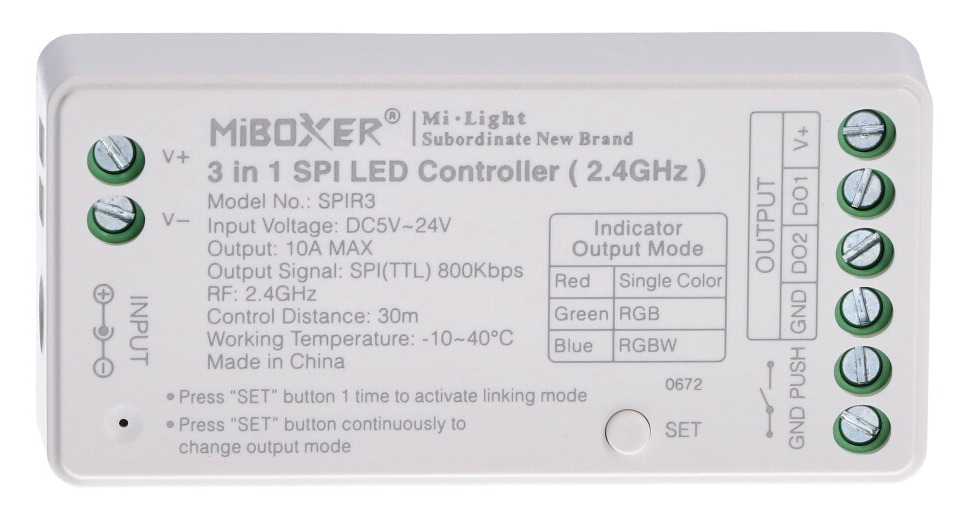 MiBOXER® Mi·Light
Subordinate New Brand
3 in 1 SPI LED Controller ( 2.4GHz )
Model No.: SPIR3
Input Voltage: DC5V~24V
Output: 10A MAX
Output Signal: SPI(TTL) 800Kbps
RF: 2.4GHz
Control Distance: 30m
Working Temperature: -10~40°C
Made in China
V+
V−
INPUT
Indicator
Output Mode
Red Single Color
Green RGB
Blue RGBW
0672
• Press "SET" button 1 time to activate linking mode
• Press "SET" button continuously to
change output mode
SET
OUTPUT
V+
DO1
DO2
GND
PUSH
GND